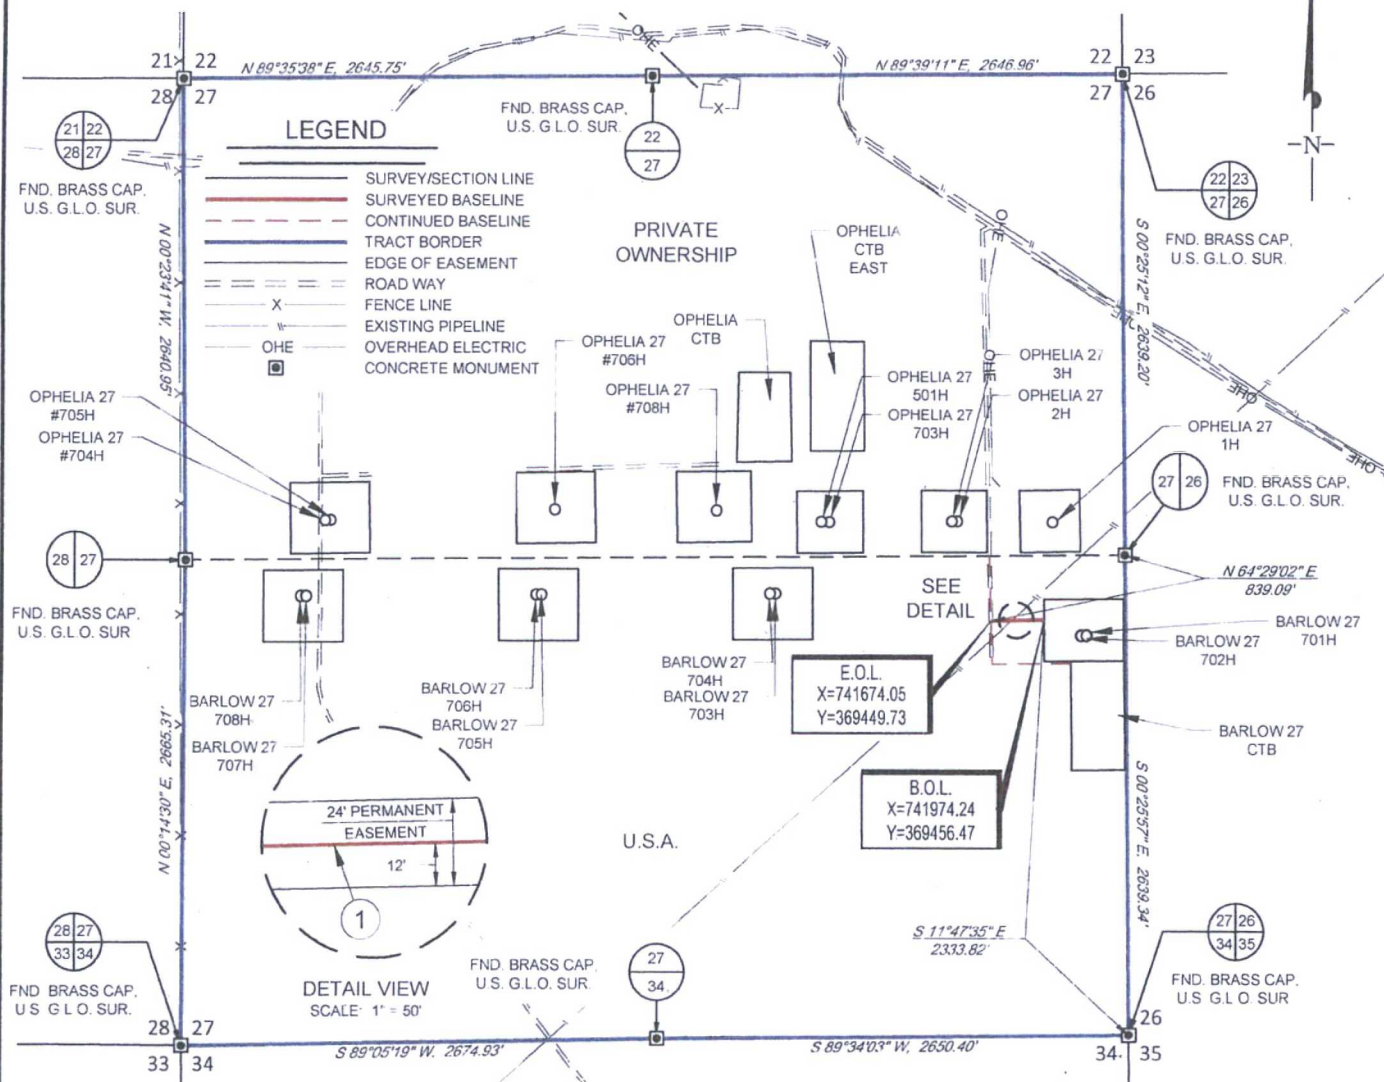 21 22
28 27
N 89°35'38" E, 2645.75'
OHE
N 89°39'11" E, 2646.96'
22 23
27 26
21 22
28 27
FND. BRASS CAP,
U.S. G.L.O. SUR.
LEGEND
SURVEY/SECTION LINE
SURVEYED BASELINE
CONTINUED BASELINE
TRACT BORDER
EDGE OF EASEMENT
ROAD WAY
X FENCE LINE
EXISTING PIPELINE
OHE OVERHEAD ELECTRIC
CONCRETE MONUMENT
FND. BRASS CAP,
U.S. G.L.O. SUR.
22
27
X
-N-
22 23
27 26
FND. BRASS CAP,
U.S. G.L.O. SUR.
PRIVATE
OWNERSHIP
OPHELIA
CTB
EAST
OHE
N 00°23'41" W, 2640.95'
S 00°25'12" E, 2639.20'
OHE
OHE
OHE
OHE
OPHELIA
CTB
OPHELIA 27
#706H
OPHELIA 27
#708H
OPHELIA 27
501H
OPHELIA 27
703H
OPHELIA 27
3H
OPHELIA 27
2H
OPHELIA 27
1H
OPHELIA 27
#705H
OPHELIA 27
#704H
27 26
FND. BRASS CAP,
U.S. G.L.O. SUR.
28 27
FND. BRASS CAP,
U.S. G.L.O. SUR
SEE
DETAIL
N 64°29'02" E
839.09'
BARLOW 27
701H
BARLOW 27
702H
BARLOW 27
704H
BARLOW 27
703H
BARLOW 27
706H
BARLOW 27
705H
BARLOW 27
708H
BARLOW 27
707H
E.O.L.
X=741674.05
Y=369449.73
B.O.L.
X=741974.24
Y=369456.47
BARLOW 27
CTB
N 00°14'30" E, 2665.31'
S 00°25'57" E, 2639.34'
24' PERMANENT
EASEMENT
12'
1
U.S.A.
DETAIL VIEW
SCALE: 1" = 50'
S 11°47'35" E
2333.82'
28 27
33 34
FND BRASS CAP,
U.S G.L.O. SUR.
FND. BRASS CAP,
U.S. G.L.O. SUR.
27
34
27 26
34 35
FND. BRASS CAP,
U.S G.L.O. SUR
28 27
33 34
S 89°05'19" W, 2674.93'
S 89°34'03" W, 2650.40'
26
34 35